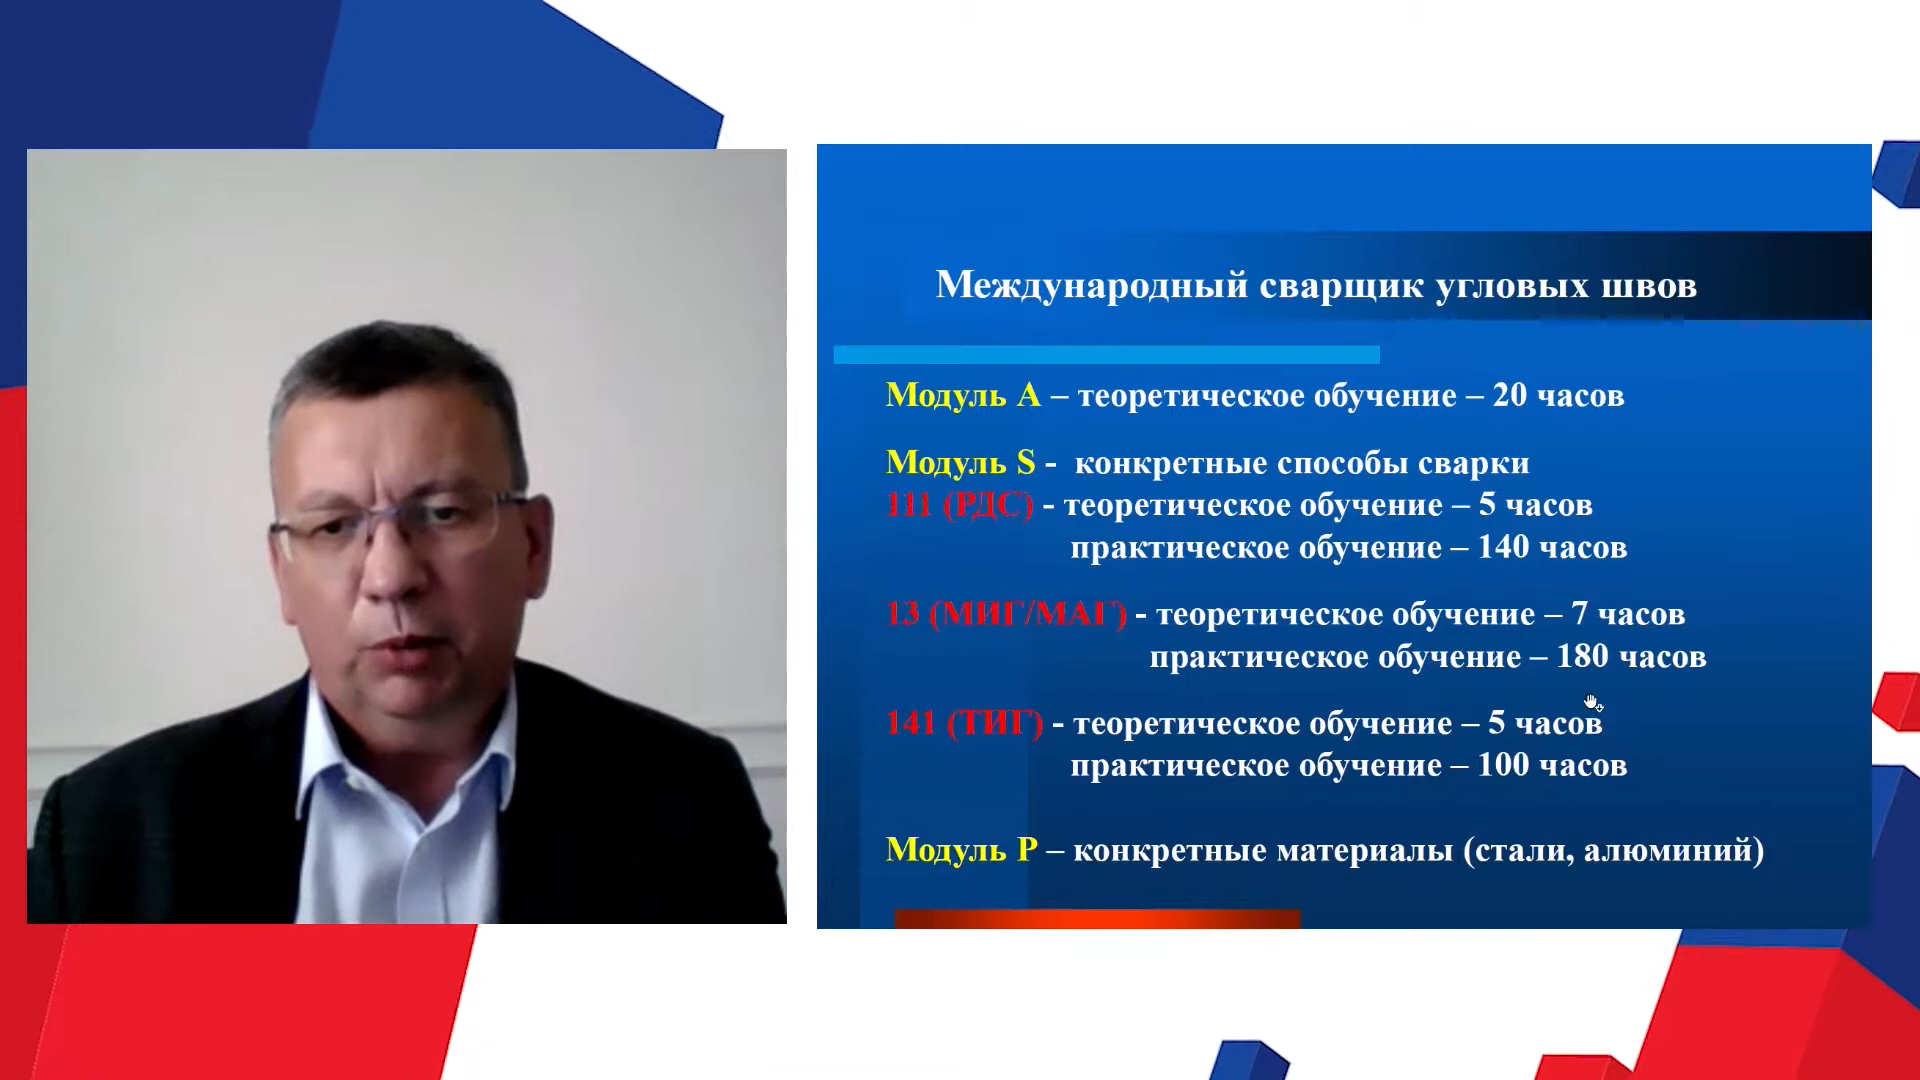 Международный сварщик угловых швов
Модуль А – теоретическое обучение – 20 часов
Модуль S - конкретные способы сварки
111 (РДС) - теоретическое обучение – 5 часов
практическое обучение – 140 часов
13 (МИГ/МАГ) - теоретическое обучение – 7 часов
практическое обучение – 180 часов
141 (ТИГ) - теоретическое обучение – 5 часов
практическое обучение – 100 часов
Модуль Р – конкретные материалы (стали, алюминий)